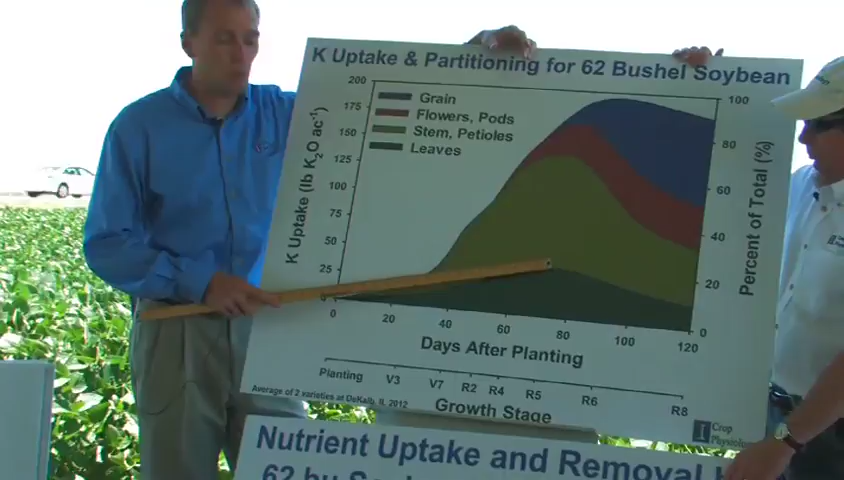 K Uptake & Partitioning for 62 Bushel Soybean
200
175
150
125
100
75
50
25
0
K Uptake (lb K₂O ac⁻¹)
Grain
Flowers, Pods
Stem, Petioles
Leaves
100
80
60
40
20
0
Percent of Total (%)
0 20 40 60 80 100 120
Days After Planting
Planting V3 V7 R2 R4 R5 R6 R8
Growth Stage
Average of 2 varieties at DeKalb, IL 2012
I Crop
Physiology
Nutrient Uptake and Removal
62 bu